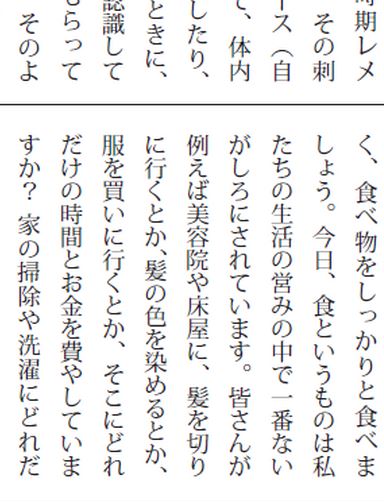 時期レメ
その刺
ース（自
て、体内
したり、
ときに、
認識して
もらって
そのよ
く、食べ物をしっかりと食べま
しょう。今日、食というものは私
たちの生活の営みの中で一番ない
がしろにされています。皆さんが
例えば美容院や床屋に、髪を切り
に行くとか、髪の色を染めるとか、
服を買いに行くとか、そこにどれ
だけの時間とお金を費やしていま
すか？ 家の掃除や洗濯にどれだ